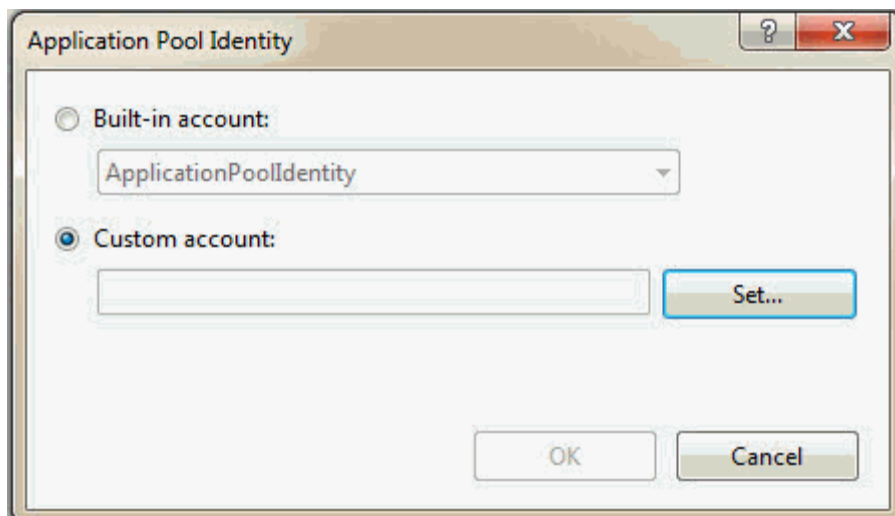 Application Pool Identity
Built-in account:
ApplicationPoolIdentity
Custom account:
Set...
OK
Cancel